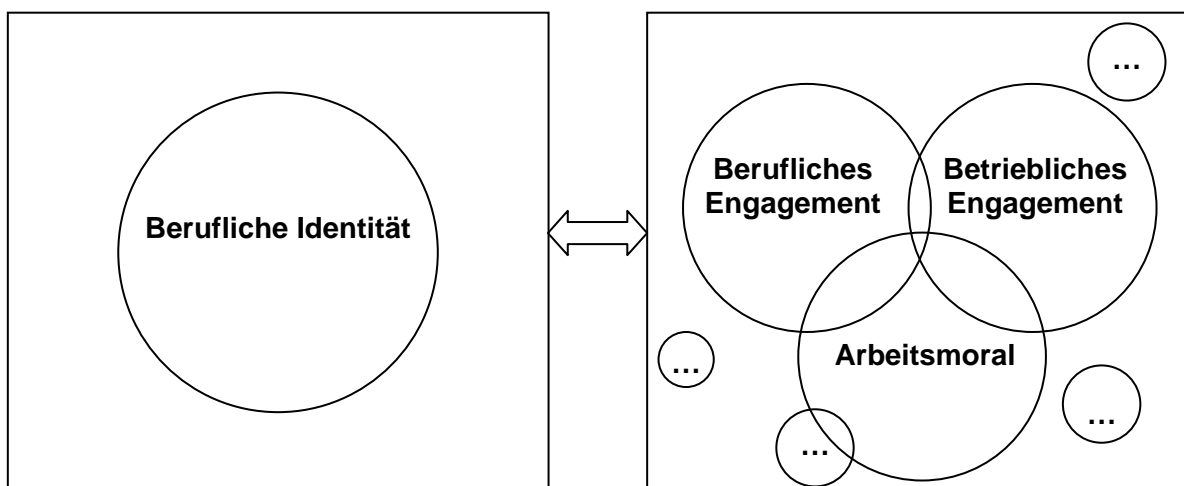 Berufliche Identität
...
Berufliches
Engagement
Betriebliches
Engagement
...
Arbeitsmoral
...
...